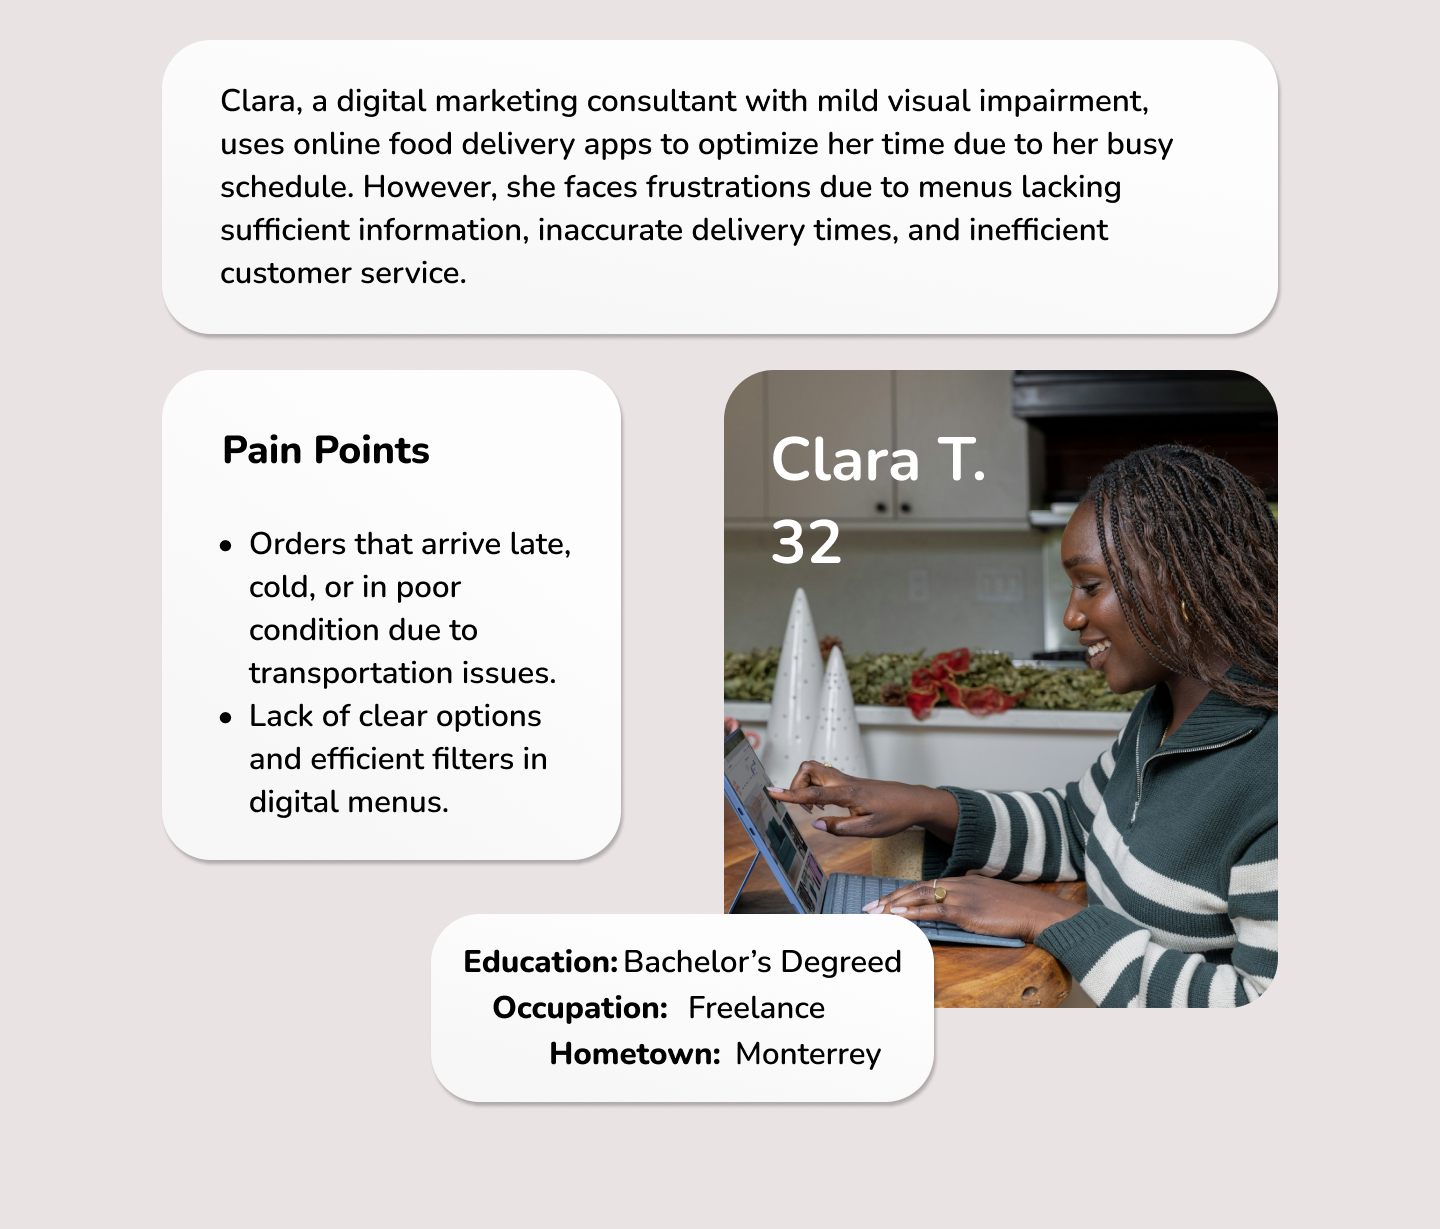 Clara, a digital marketing consultant with mild visual impairment,
uses online food delivery apps to optimize her time due to her busy
schedule. However, she faces frustrations due to menus lacking
sufficient information, inaccurate delivery times, and inefficient
customer service.
Pain Points
• Orders that arrive late,
cold, or in poor
condition due to
transportation issues.
• Lack of clear options
and efficient filters in
digital menus.
Clara T.
32
Education: Bachelor’s Degreed
Occupation: Freelance
Hometown: Monterrey